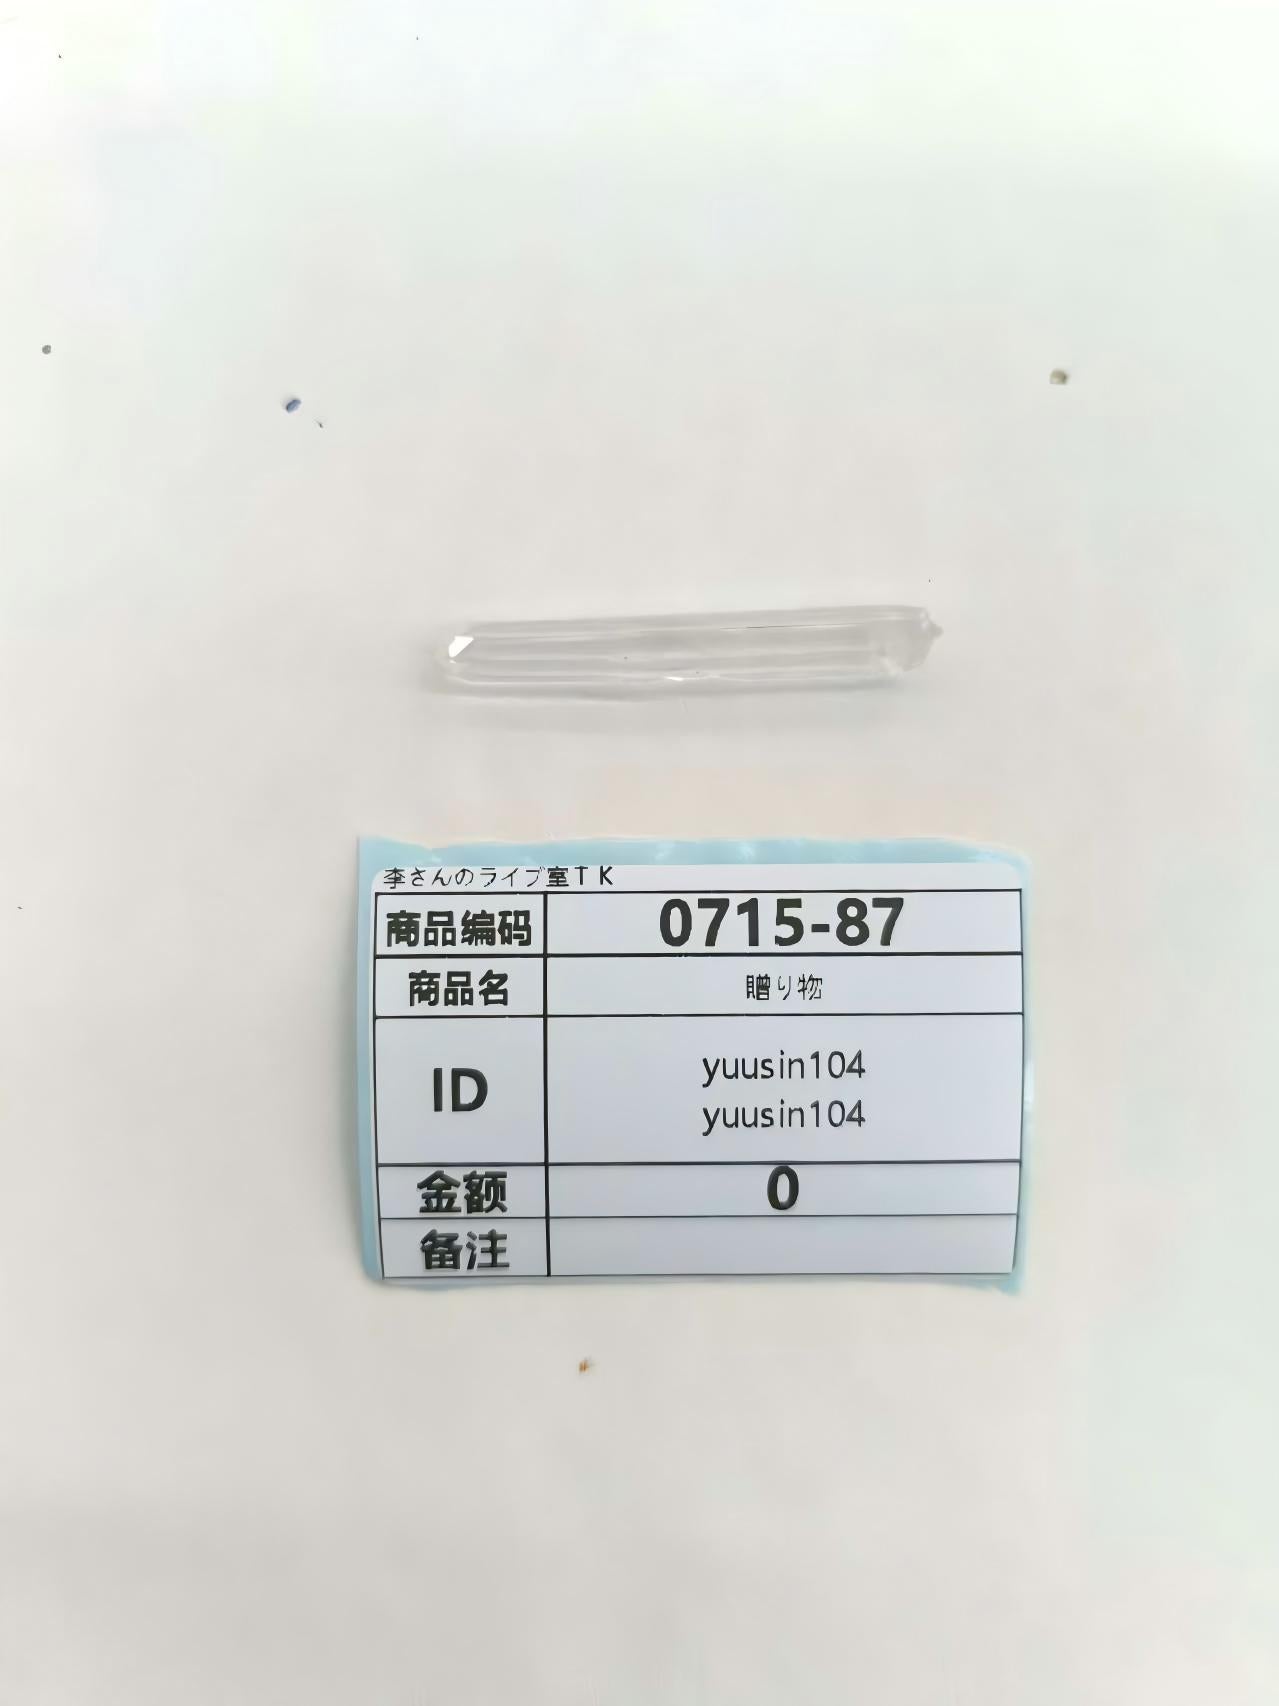 李さんのライブ室TK
商品编码 0715-87
商品名 贈り物
ID yuusin104
yuusin104
金额 0
备注